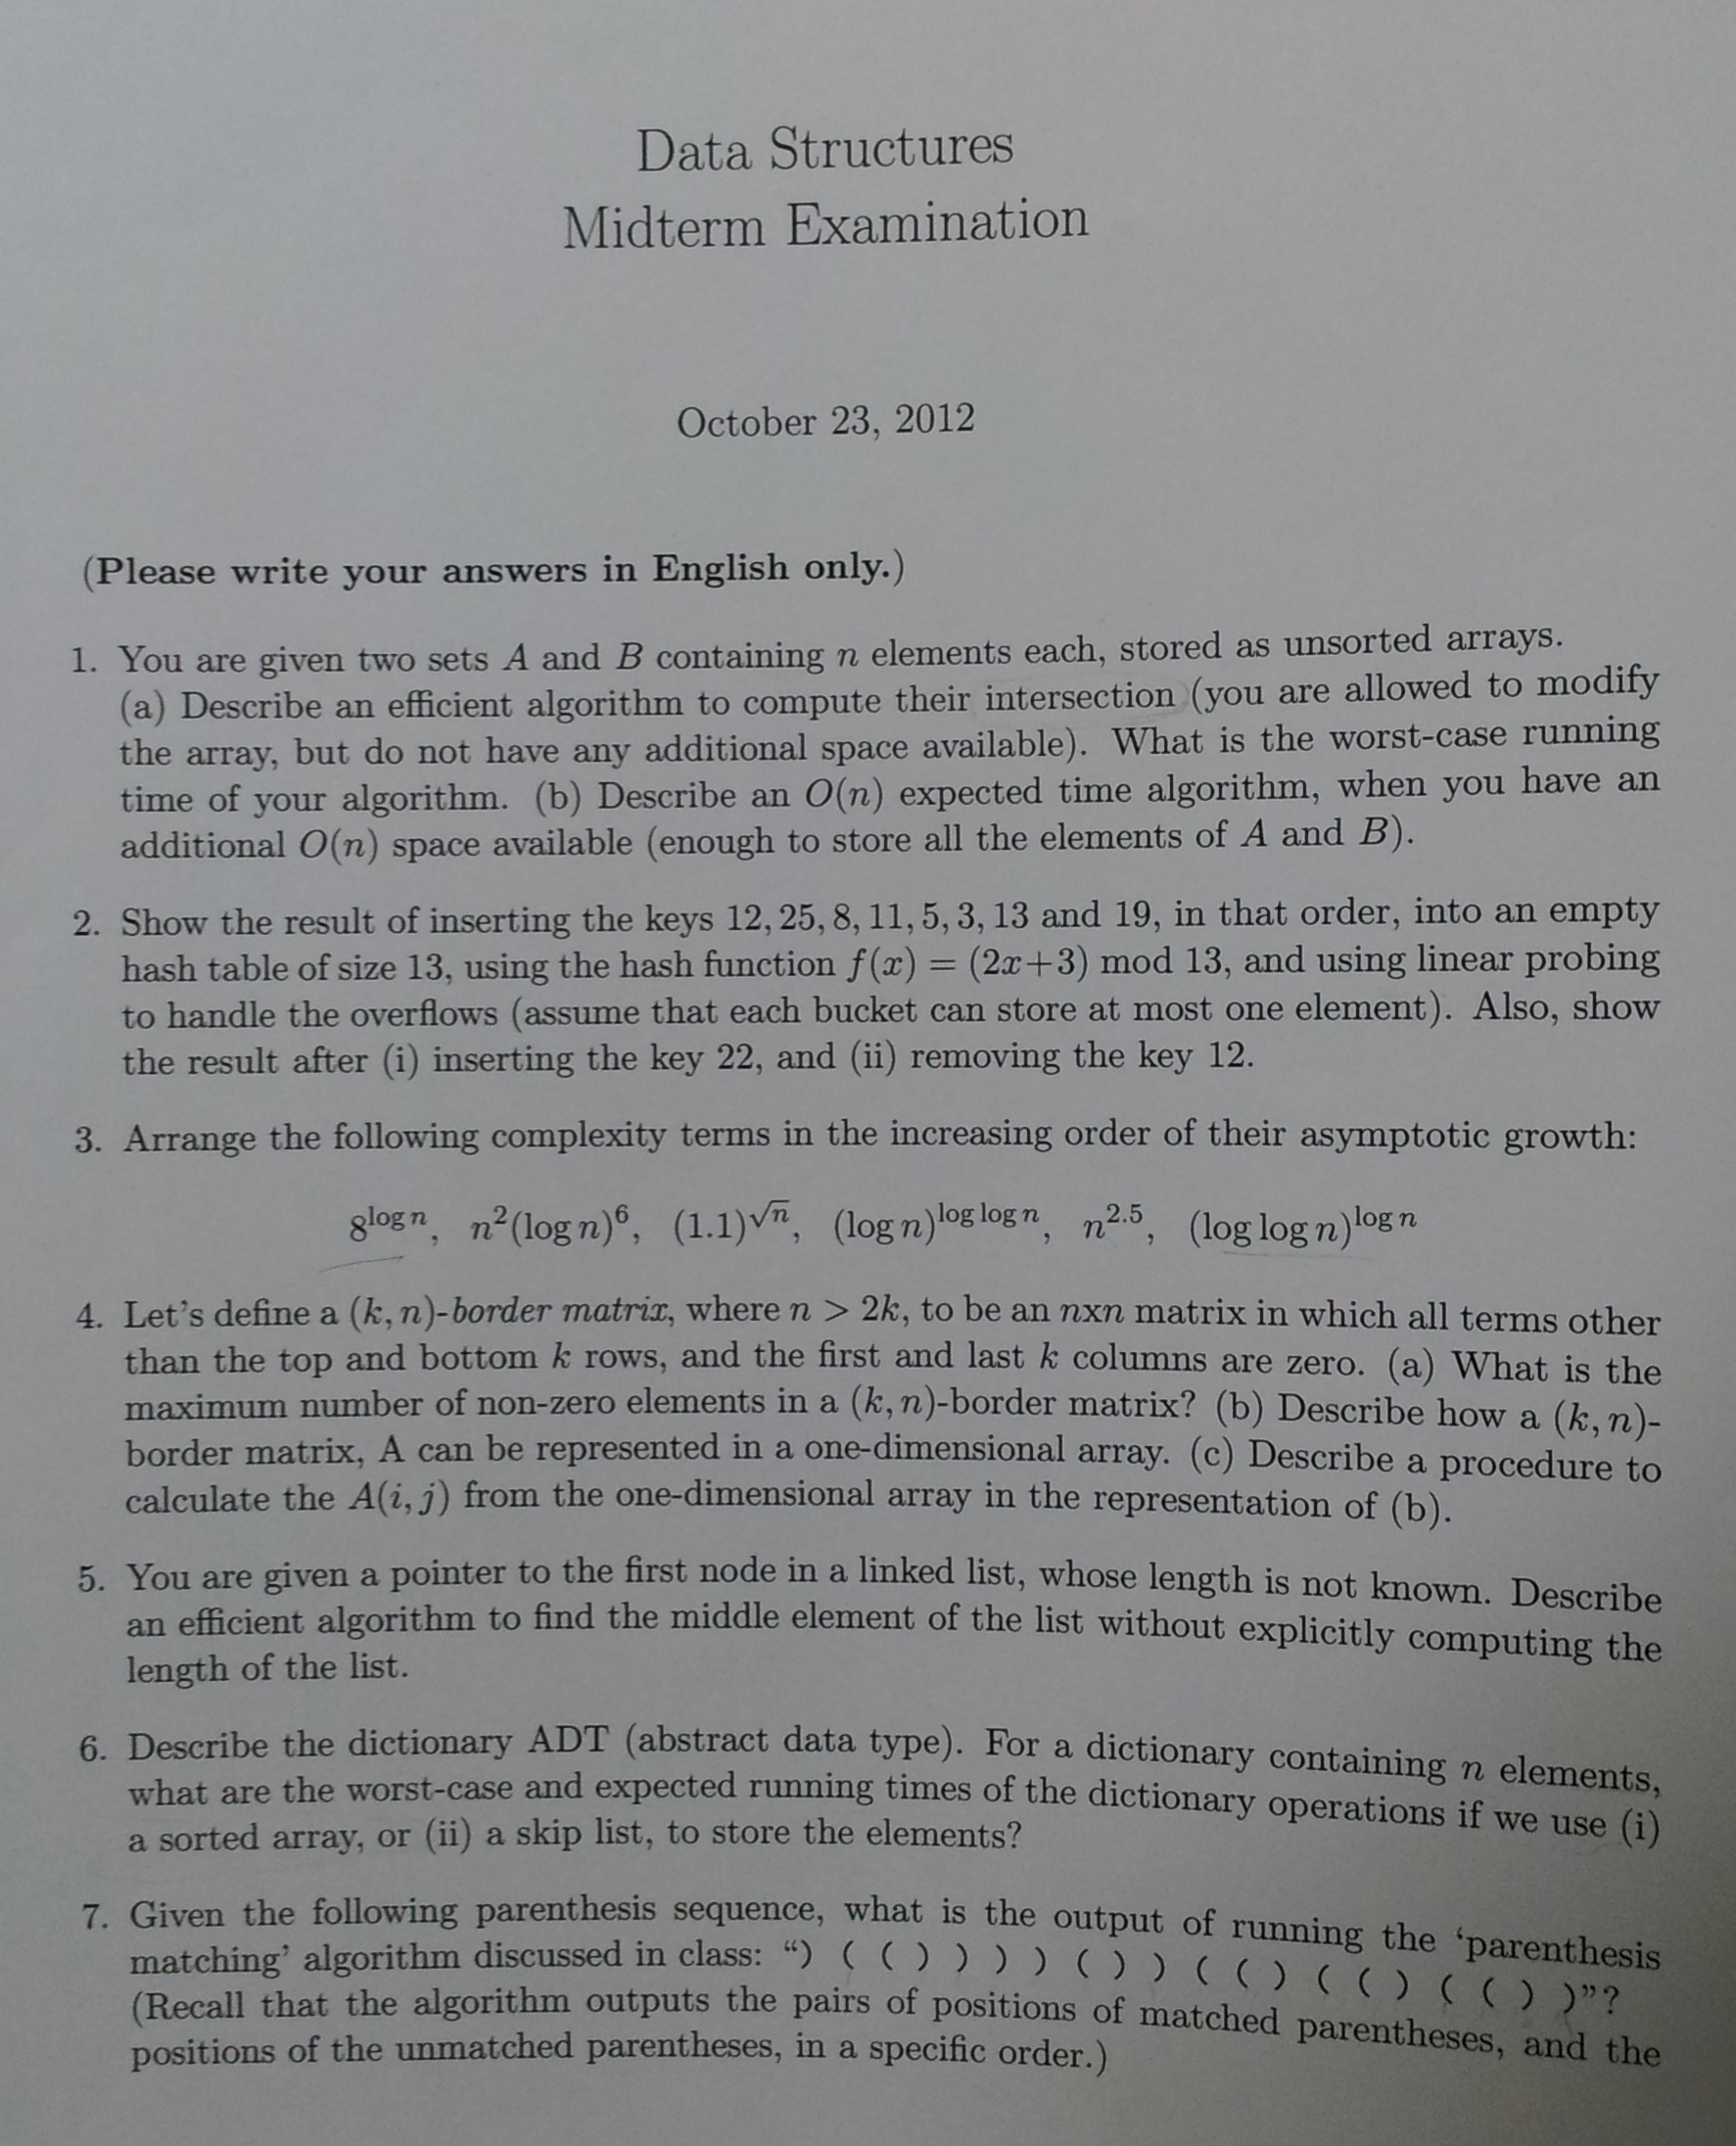 Data Structures
Midterm Examination
October 23, 2012
(Please write your answers in English only.)
1. You are given two sets A and B containing n elements each, stored as unsorted arrays.
(a) Describe an efficient algorithm to compute their intersection (you are allowed to modify
the array, but do not have any additional space available). What is the worst-case running
time of your algorithm. (b) Describe an O(n) expected time algorithm, when you have an
additional O(n) space available (enough to store all the elements of A and B).
2. Show the result of inserting the keys 12, 25, 8, 11, 5, 3, 13 and 19, in that order, into an empty
hash table of size 13, using the hash function f(x) = (2x+3) mod 13, and using linear probing
to handle the overflows (assume that each bucket can store at most one element). Also, show
the result after (i) inserting the key 22, and (ii) removing the key 12.
3. Arrange the following complexity terms in the increasing order of their asymptotic growth:
8^{log n}, n^2(log n)^6, (1.1)^{√n}, (log n)^{log log n}, n^{2.5}, (log log n)^{log n}
4. Let's define a (k, n)-border matrix, where n > 2k, to be an nxn matrix in which all terms other
than the top and bottom k rows, and the first and last k columns are zero. (a) What is the
maximum number of non-zero elements in a (k, n)-border matrix? (b) Describe how a (k, n)-
border matrix, A can be represented in a one-dimensional array. (c) Describe a procedure to
calculate the A(i, j) from the one-dimensional array in the representation of (b).
5. You are given a pointer to the first node in a linked list, whose length is not known. Describe
an efficient algorithm to find the middle element of the list without explicitly computing the
length of the list.
6. Describe the dictionary ADT (abstract data type). For a dictionary containing n elements,
what are the worst-case and expected running times of the dictionary operations if we use (i)
a sorted array, or (ii) a skip list, to store the elements?
7. Given the following parenthesis sequence, what is the output of running the 'parenthesis
matching' algorithm discussed in class: “) ( ( ) ) ) ) ( ) ) ( ( ) ( ( ) ( ( ) )”?
(Recall that the algorithm outputs the pairs of positions of matched parentheses, and the
positions of the unmatched parentheses, in a specific order.)